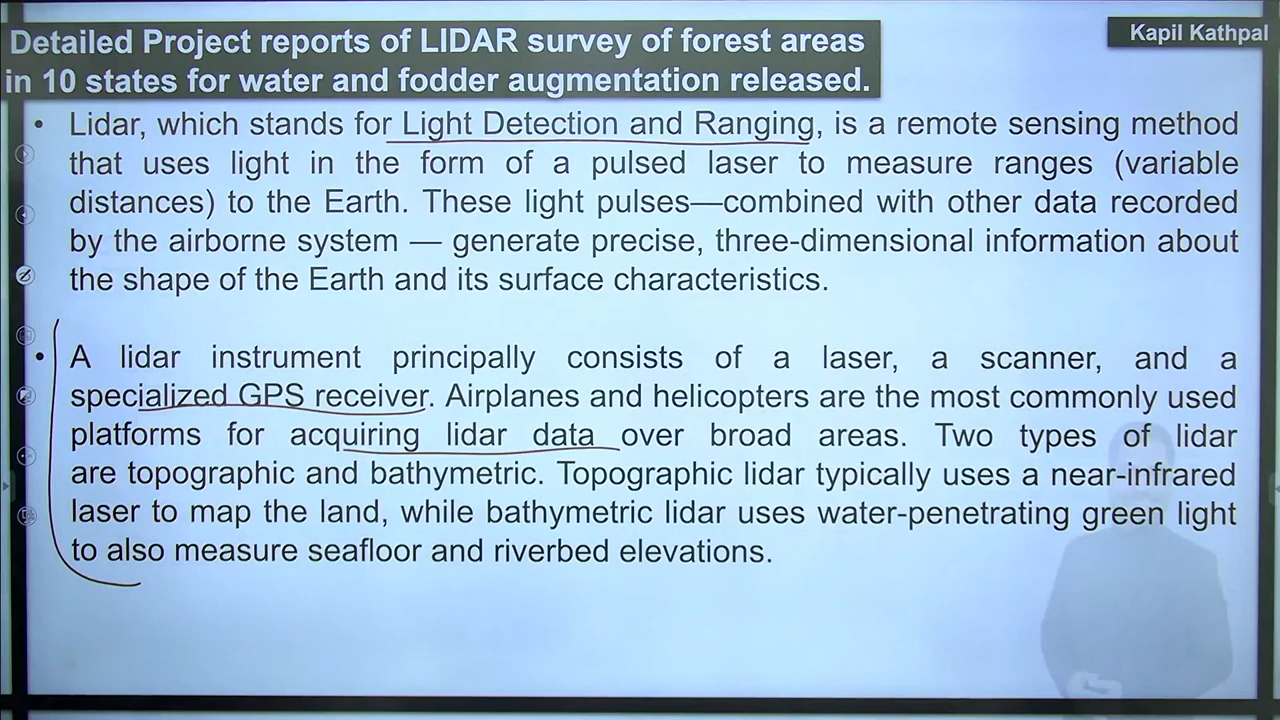 Detailed Project reports of LIDAR survey of forest areas
in 10 states for water and fodder augmentation released.
Kapil Kathpal
• Lidar, which stands for Light Detection and Ranging, is a remote sensing method
that uses light in the form of a pulsed laser to measure ranges (variable
distances) to the Earth. These light pulses—combined with other data recorded
by the airborne system — generate precise, three-dimensional information about
the shape of the Earth and its surface characteristics.
• A lidar instrument principally consists of a laser, a scanner, and a
specialized GPS receiver. Airplanes and helicopters are the most commonly used
platforms for acquiring lidar data over broad areas. Two types of lidar
are topographic and bathymetric. Topographic lidar typically uses a near-infrared
laser to map the land, while bathymetric lidar uses water-penetrating green light
to also measure seafloor and riverbed elevations.